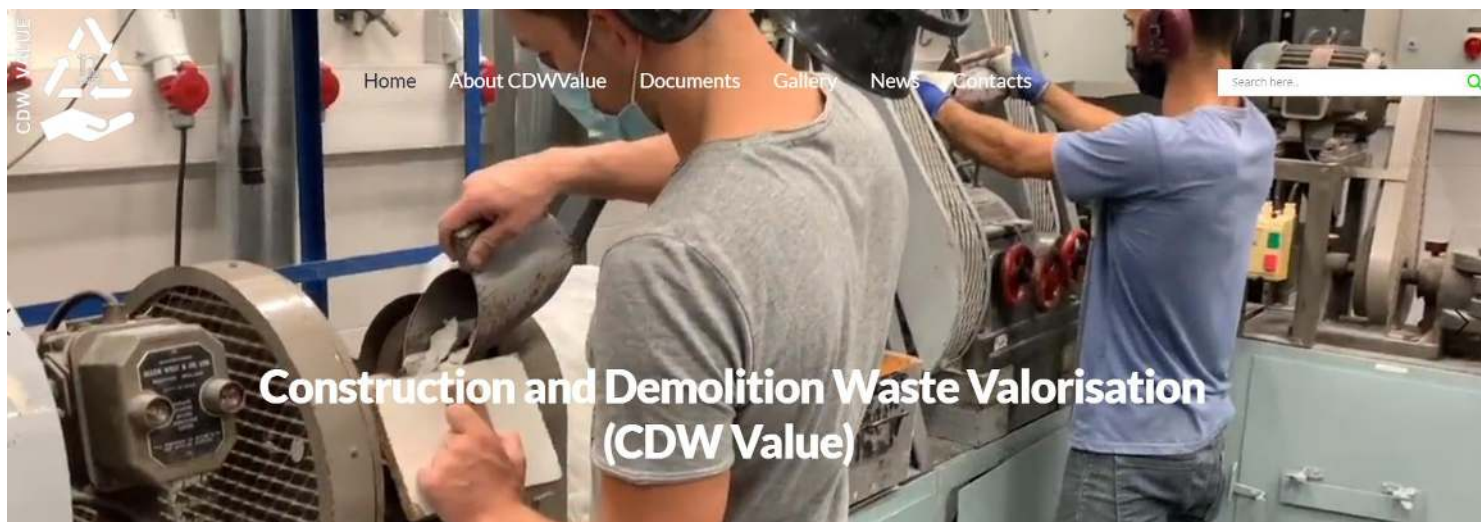 CDW VALUE
Home About CDWValue Documents Gallery News Contacts
Search here..
Construction and Demolition Waste Valorisation
(CDW Value)